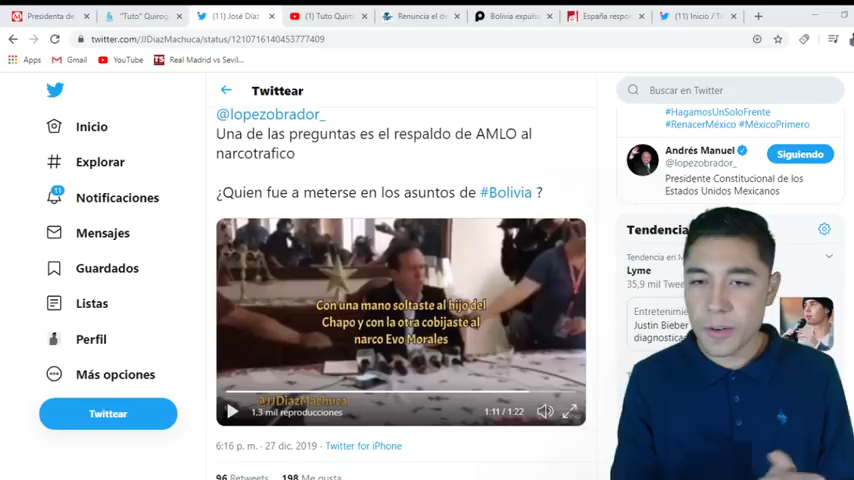 Presidenta de
"Tuto" Quirog
(11) José Díaz
(1) Tuto Quiro
Renuncia el de
Bolivia expuls
España respon
(11) Inicio / T
twitter.com/JJDiazMachuca/status/1210716140453777409
Apps
Gmail
YouTube
Real Madrid vs Sevil...
Twittear
Buscar en Twitter
Inicio
Explorar
11
Notificaciones
Mensajes
Guardados
Listas
Perfil
Más opciones
Twittear
@lopezobrador_
Una de las preguntas es el respaldo de AMLO al
narcotrafico
¿Quien fue a meterse en los asuntos de #Bolivia ?
Con una mano soltaste al hijo del
Chapo y con la otra cobijaste al
narco Evo Morales
@JJDiazMachuca
1,3 mil reproducciones
1:11 / 1:22
6:16 p. m. · 27 dic. 2019 · Twitter for iPhone
96 Retweets 198 Me gusta
#HagamosUnSoloFrente
#RenacerMéxico #MéxicoPrimero
Andrés Manuel
@lopezobrador_
Siguiendo
Presidente Constitucional de los
Estados Unidos Mexicanos
Tendencia
Tendencia en M
Lyme
35,9 mil Twee
Entretenimie
Justin Bieber
diagnostica